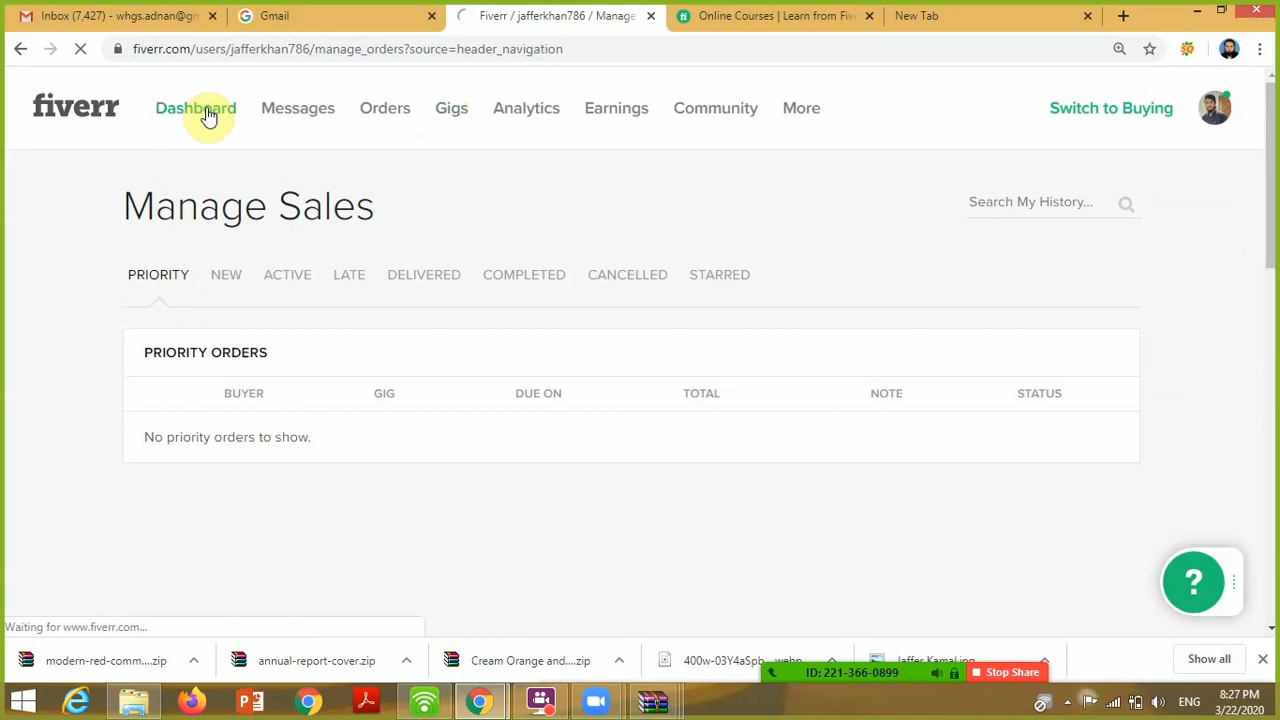 Inbox (7,427) - whgs.adnan@gm
Gmail
Fiverr / jafferkhan786 / Manage
Online Courses | Learn from Five
New Tab
fiverr.com/users/jafferkhan786/manage_orders?source=header_navigation
fiverr
Dashboard
Messages
Orders
Gigs
Analytics
Earnings
Community
More
Switch to Buying
Manage Sales
Search My History...
PRIORITY
NEW
ACTIVE
LATE
DELIVERED
COMPLETED
CANCELLED
STARRED
PRIORITY ORDERS
BUYER
GIG
DUE ON
TOTAL
NOTE
STATUS
No priority orders to show.
?
Waiting for www.fiverr.com...
modern-red-comm....zip
annual-report-cover.zip
Cream Orange and....zip
400w-03Y4aSpb
Show all
ID: 221-366-0899
Stop Share
ENG
8:27 PM
3/22/2020